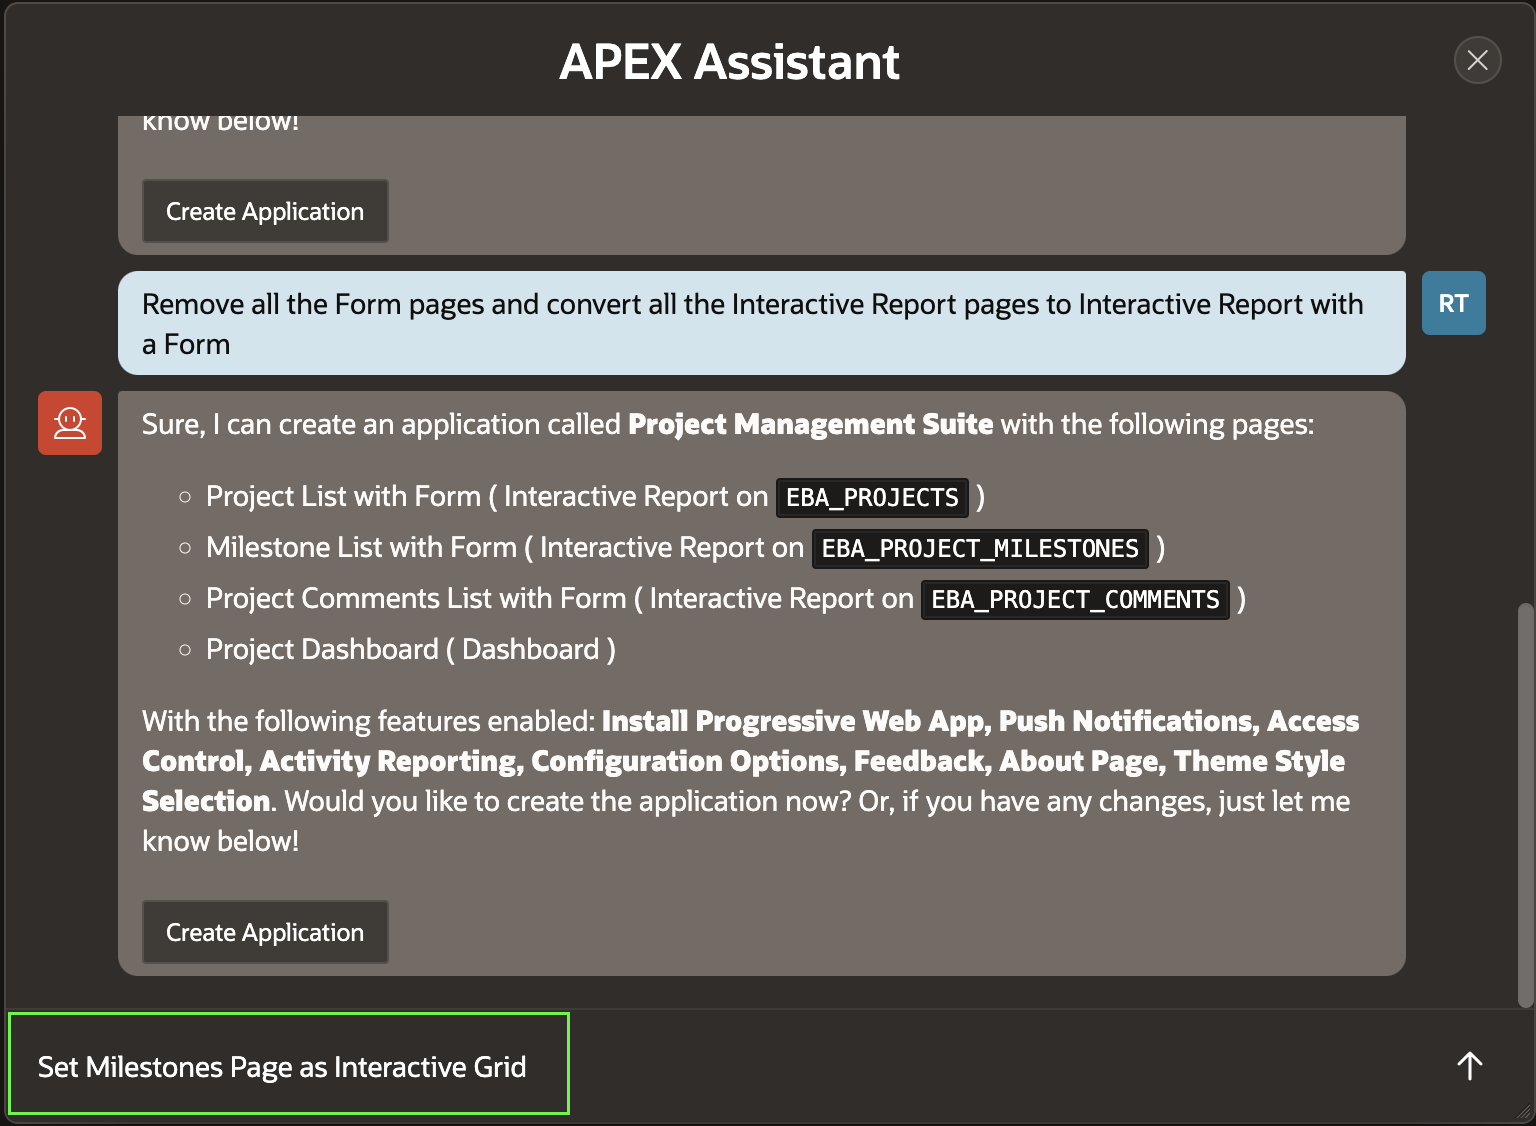 APEX Assistant
know below!
Create Application
Remove all the Form pages and convert all the Interactive Report pages to Interactive Report with
a Form
RT
Sure, I can create an application called Project Management Suite with the following pages:
Project List with Form ( Interactive Report on EBA_PROJECTS )
Milestone List with Form ( Interactive Report on EBA_PROJECT_MILESTONES )
Project Comments List with Form ( Interactive Report on EBA_PROJECT_COMMENTS )
Project Dashboard ( Dashboard )
With the following features enabled: Install Progressive Web App, Push Notifications, Access
Control, Activity Reporting, Configuration Options, Feedback, About Page, Theme Style
Selection. Would you like to create the application now? Or, if you have any changes, just let me
know below!
Create Application
Set Milestones Page as Interactive Grid